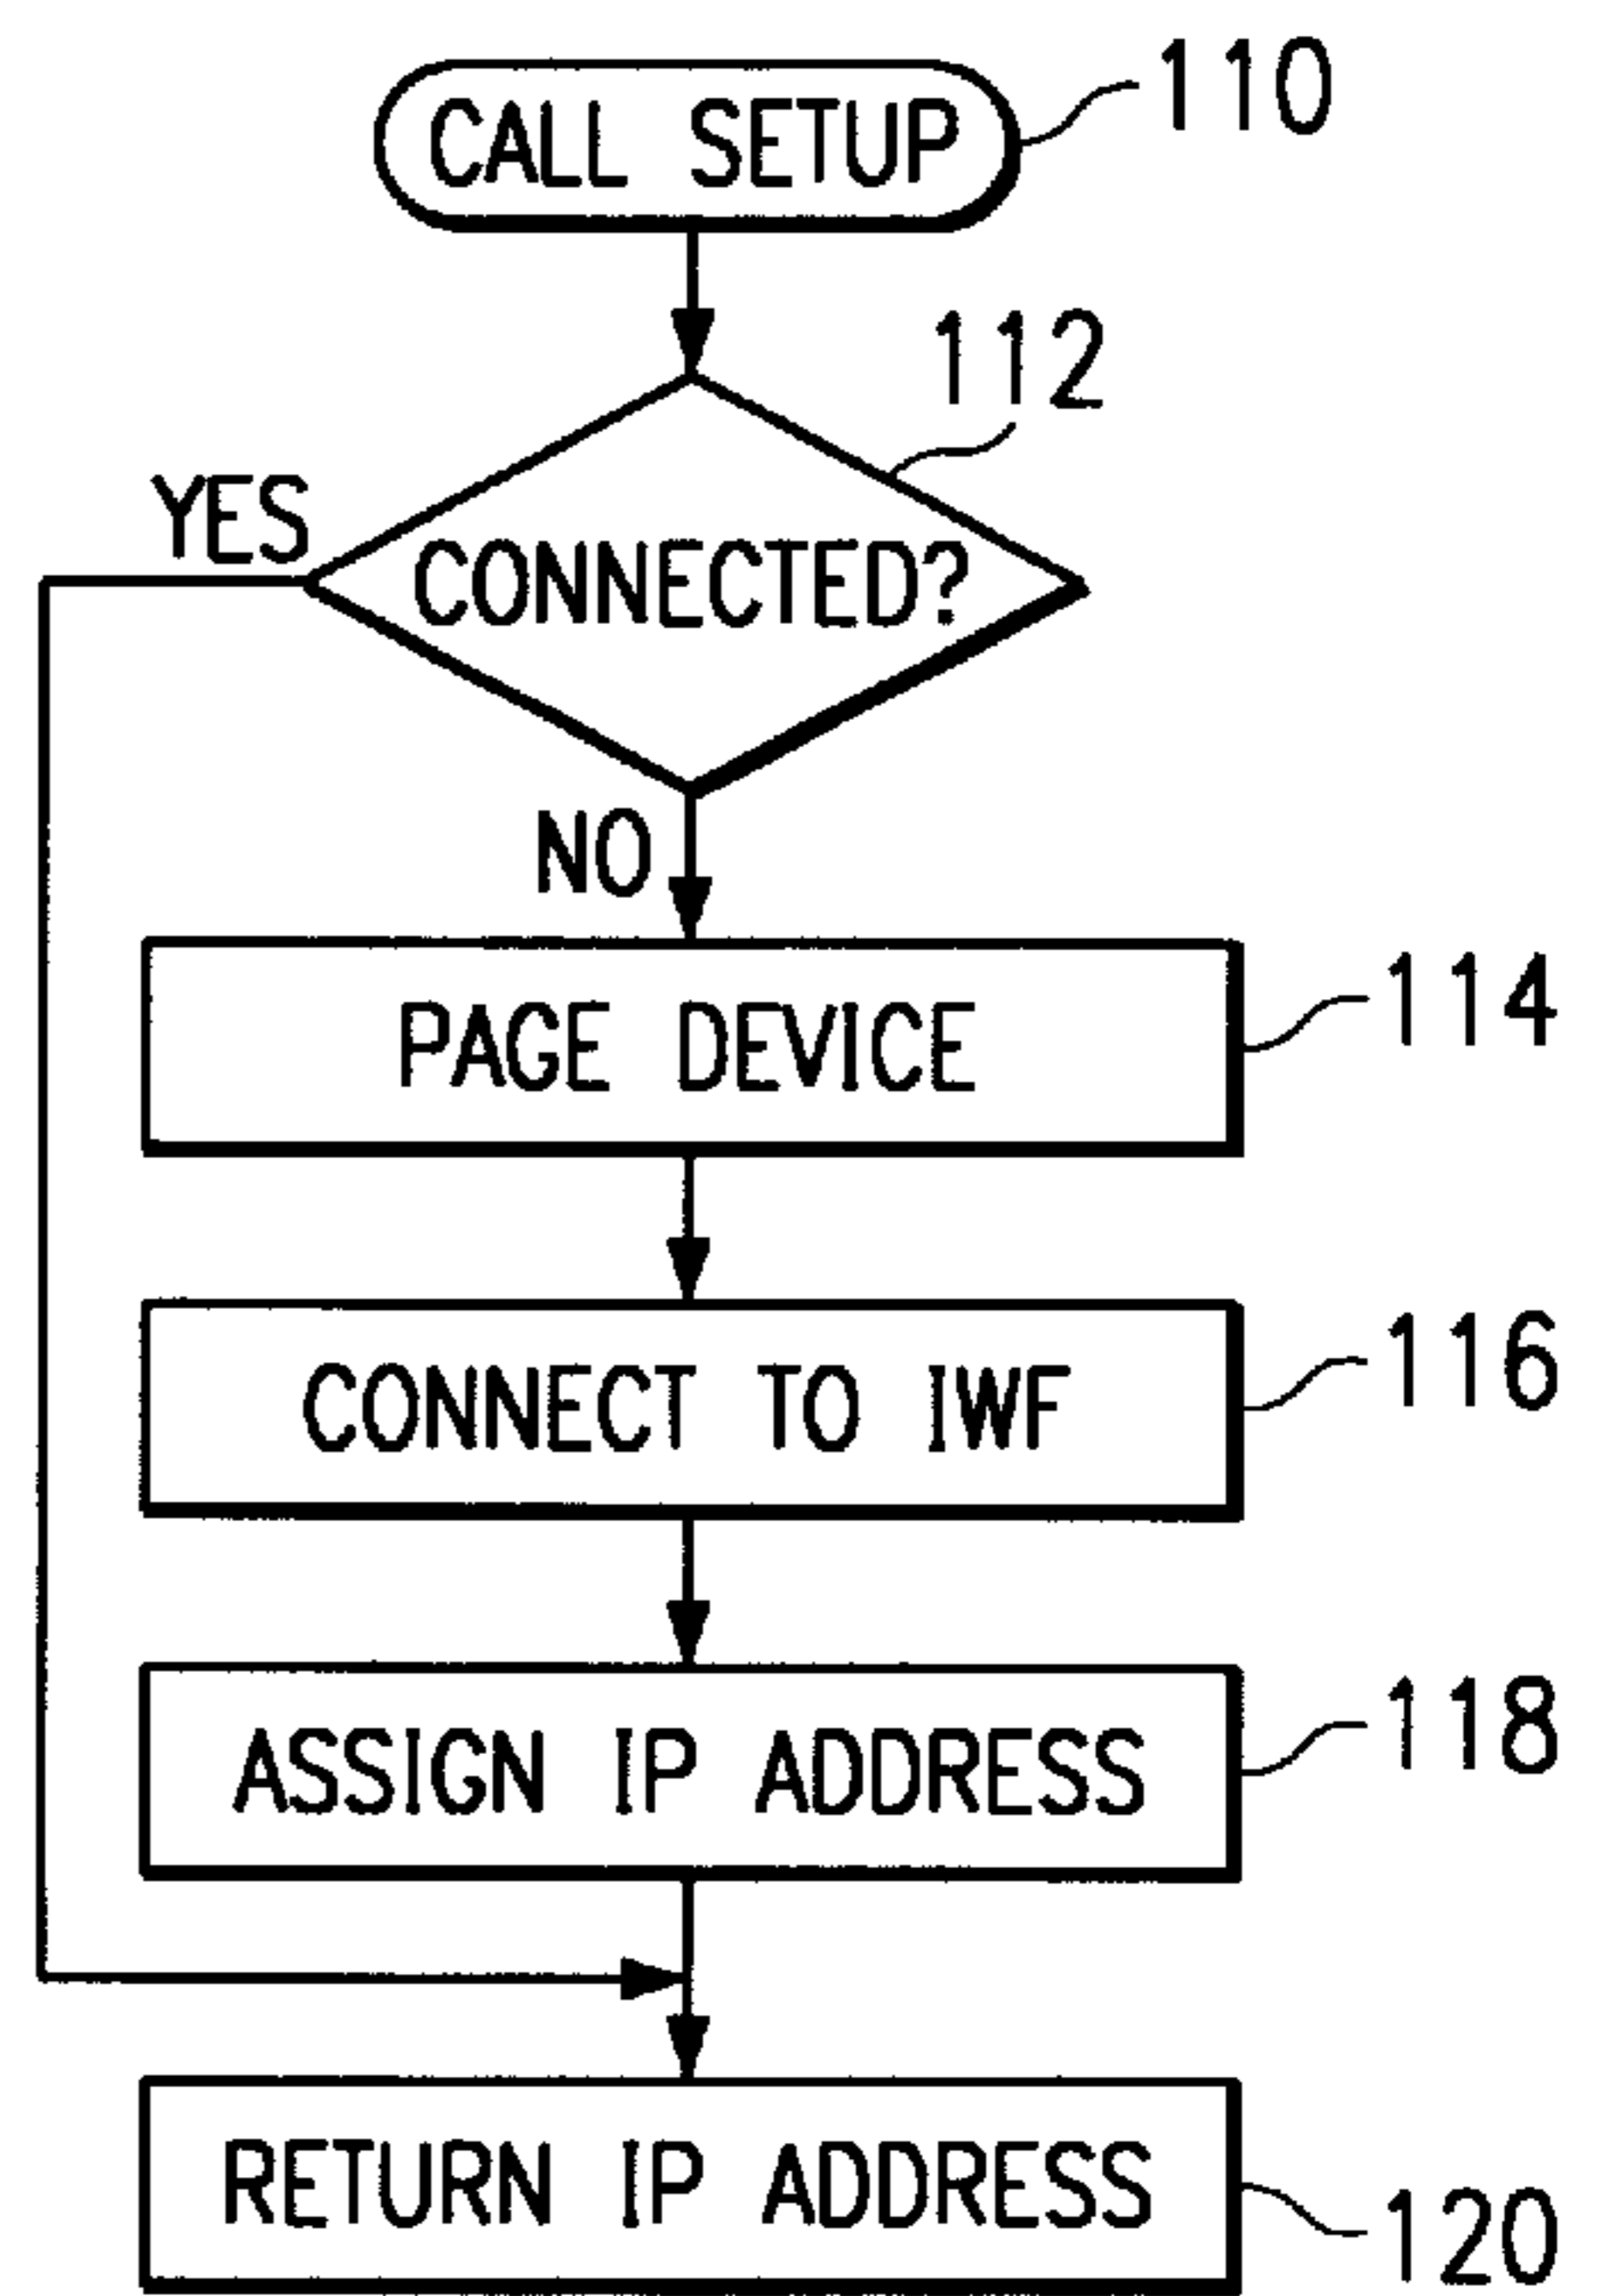 CALL SETUP
110
112
YES
CONNECTED?
NO
PAGE DEVICE
114
CONNECT TO IWF
116
ASSIGN IP ADDRESS
118
RETURN IP ADDRESS
120